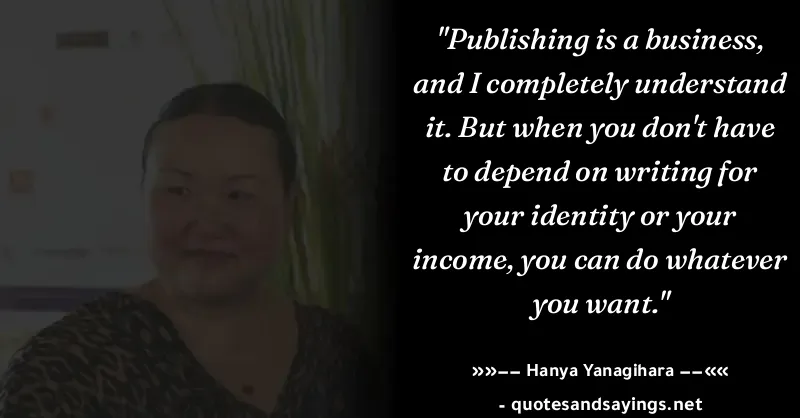 "Publishing is a business,
and I completely understand
it. But when you don't have
to depend on writing for
your identity or your
income, you can do whatever
you want."
»»–– Hanya Yanagihara ––««
- quotesandsayings.net